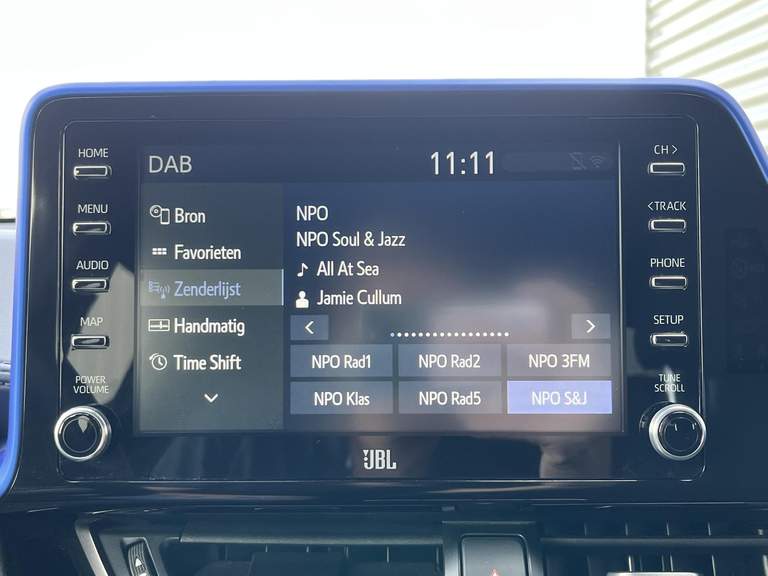 HOME
MENU
AUDIO
MAP
POWER
VOLUME
DAB
11:11
Bron
Favorieten
Zenderlijst
Handmatig
Time Shift
NPO
NPO Soul & Jazz
All At Sea
Jamie Cullum
NPO Rad1
NPO Rad2
NPO 3FM
NPO Klas
NPO Rad5
NPO S&J
CH >
< TRACK
PHONE
SETUP
TUNE
SCROLL
JBL